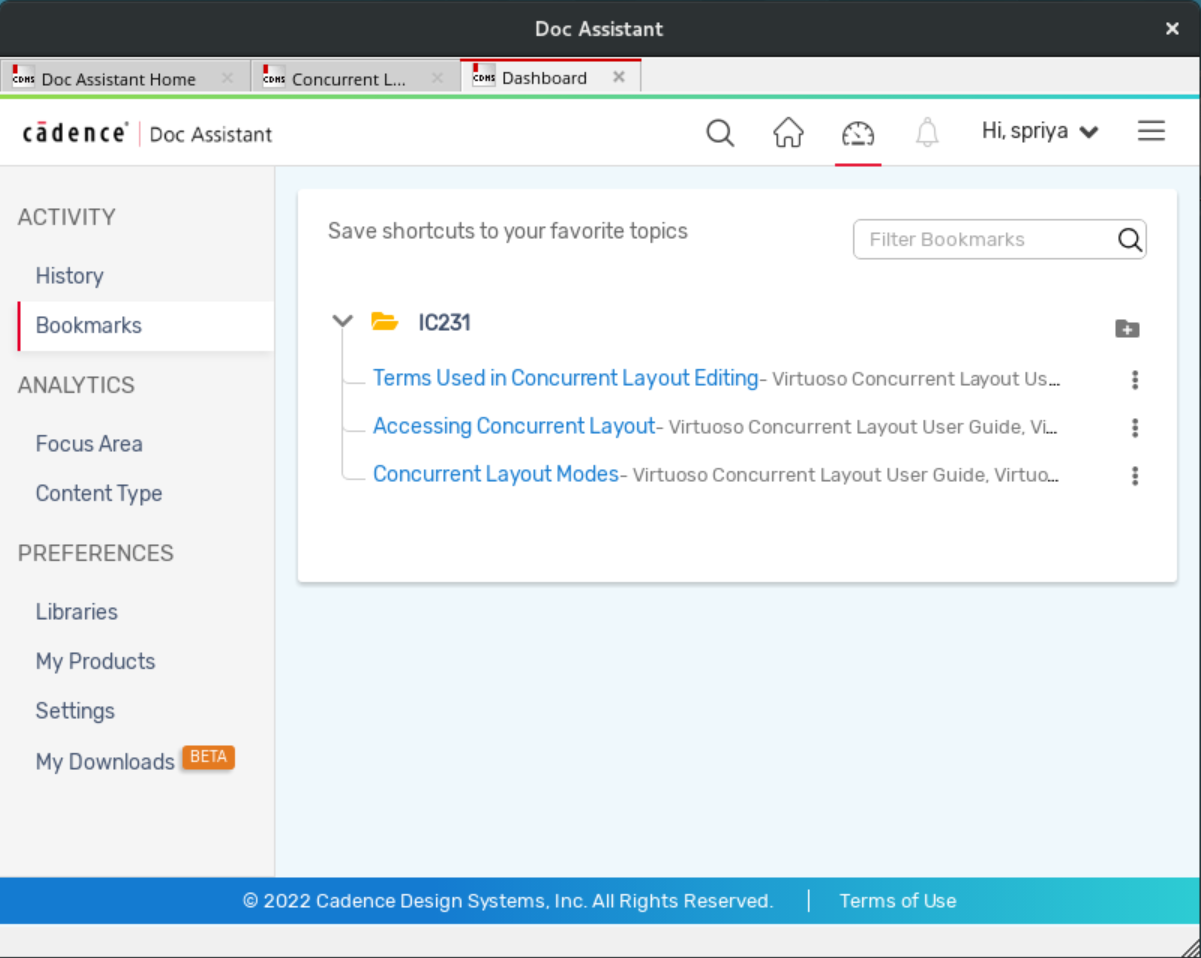 Doc Assistant
Doc Assistant Home
Concurrent L...
Dashboard
cādence® | Doc Assistant
Hi, spriya
ACTIVITY
History
Bookmarks
ANALYTICS
Focus Area
Content Type
PREFERENCES
Libraries
My Products
Settings
My Downloads BETA
Save shortcuts to your favorite topics
Filter Bookmarks
IC231
Terms Used in Concurrent Layout Editing- Virtuoso Concurrent Layout Us...
Accessing Concurrent Layout- Virtuoso Concurrent Layout User Guide, Vi...
Concurrent Layout Modes- Virtuoso Concurrent Layout User Guide, Virtuo...
© 2022 Cadence Design Systems, Inc. All Rights Reserved. | Terms of Use